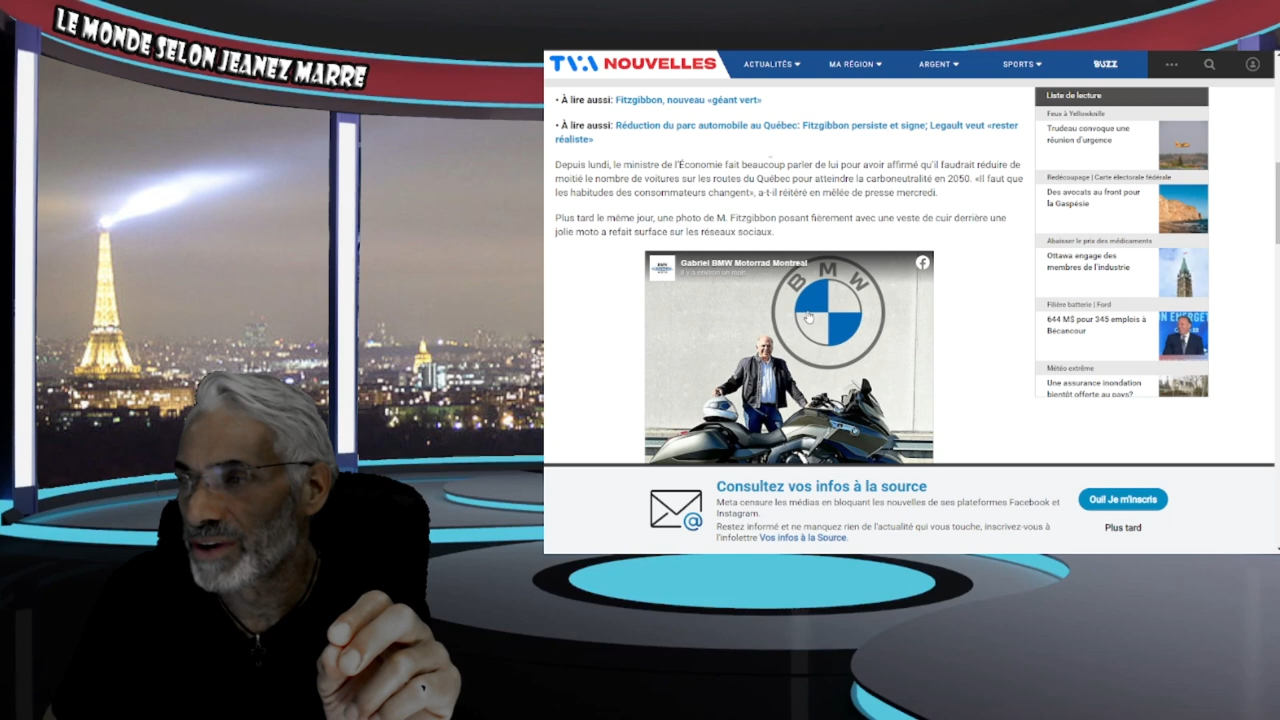 LE MONDE SELON JEANEZ MARRE
TVA NOUVELLES
ACTUALITÉS
MA RÉGION
ARGENT
SPORTS
BUZZ
• À lire aussi: Fitzgibbon, nouveau «géant vert»
• À lire aussi: Réduction du parc automobile au Québec: Fitzgibbon persiste et signe; Legault veut «rester
réaliste»
Depuis lundi, le ministre de l'Économie fait beaucoup parler de lui pour avoir affirmé qu'il faudrait réduire de
moitié le nombre de voitures sur les routes du Québec pour atteindre la carboneutralité en 2050. «Il faut que
les habitudes des consommateurs changent», a-t-il réitéré en mêlée de presse mercredi.
Plus tard le même jour, une photo de M. Fitzgibbon posant fièrement avec une veste de cuir derrière une
jolie moto a refait surface sur les réseaux sociaux.
Gabriel BMW Motorrad Montreal
Il y a environ un mois
BMW
Liste de lecture
Feux à Yellowknife
Trudeau convoque une
réunion d'urgence
Redécoupage | Carte électorale fédérale
Des avocats au front pour
la Gaspésie
Abaisser le prix des médicaments
Ottawa engage des
membres de l'industrie
Filière batterie | Ford
644 M$ pour 345 emplois à
Bécancour
Météo extrême
Une assurance inondation
bientôt offerte au pays?
Consultez vos infos à la source
Meta censure les médias en bloquant les nouvelles de ses plateformes Facebook et
Instagram.
Restez informé et ne manquez rien de l'actualité qui vous touche, inscrivez-vous à
l'infolettre Vos infos à la Source.
Oui! Je m'inscris
Plus tard